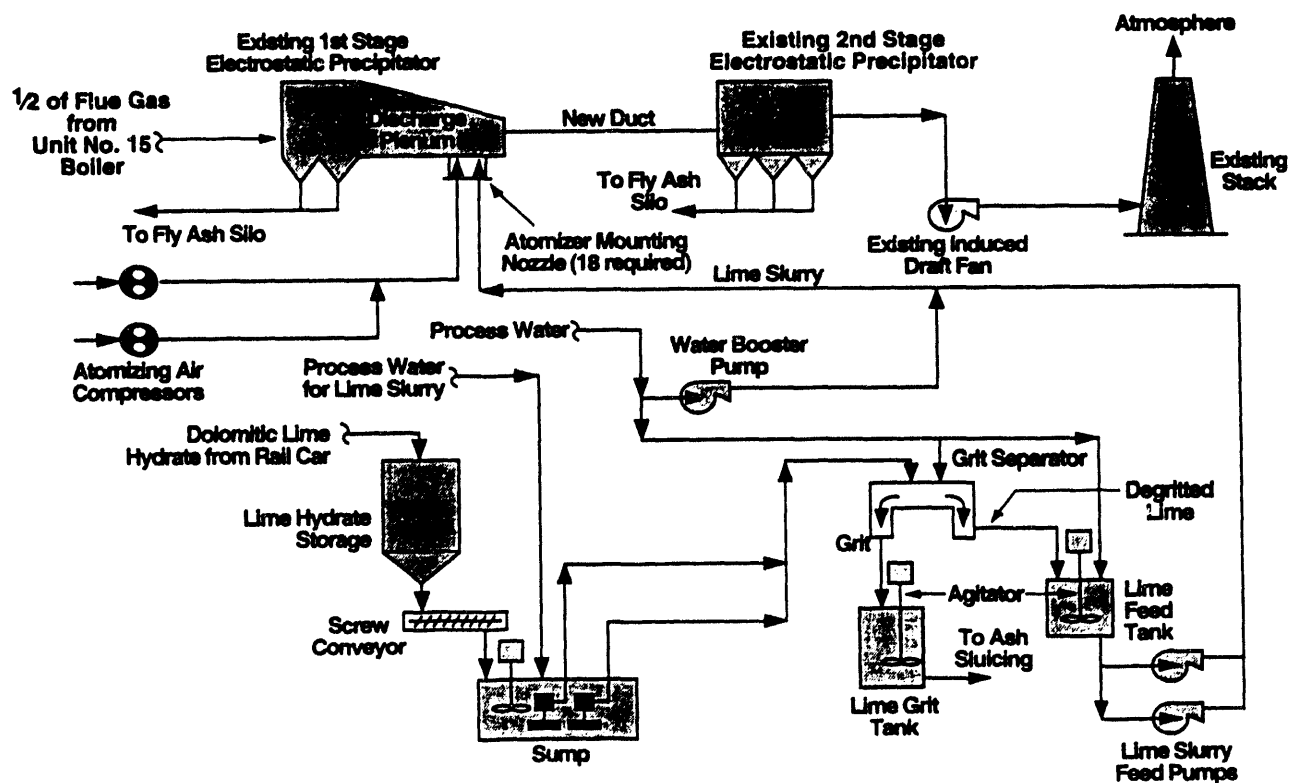 Atmosphere
Existing 1st Stage
Electrostatic Precipitator
Existing 2nd Stage
Electrostatic Precipitator
1/2 of Flue Gas
from
Unit No. 15
Boiler
Discharge
Plenum
New Duct
Existing
Stack
To Fly Ash
Silo
To Fly Ash Silo
Atomizer Mounting
Nozzle (18 required)
Existing Induced
Draft Fan
Lime Slurry
Process Water
Water Booster
Pump
Atomizing Air
Compressors
Process Water
for Lime Slurry
Dolomitic Lime
Hydrate from Rail Car
Grit Separator
Degritted
Lime
Lime Hydrate
Storage
Grit
Agitator
Lime
Feed
Tank
Screw
Conveyor
To Ash
Sluicing
Lime Grit
Tank
Sump
Lime Slurry
Feed Pumps